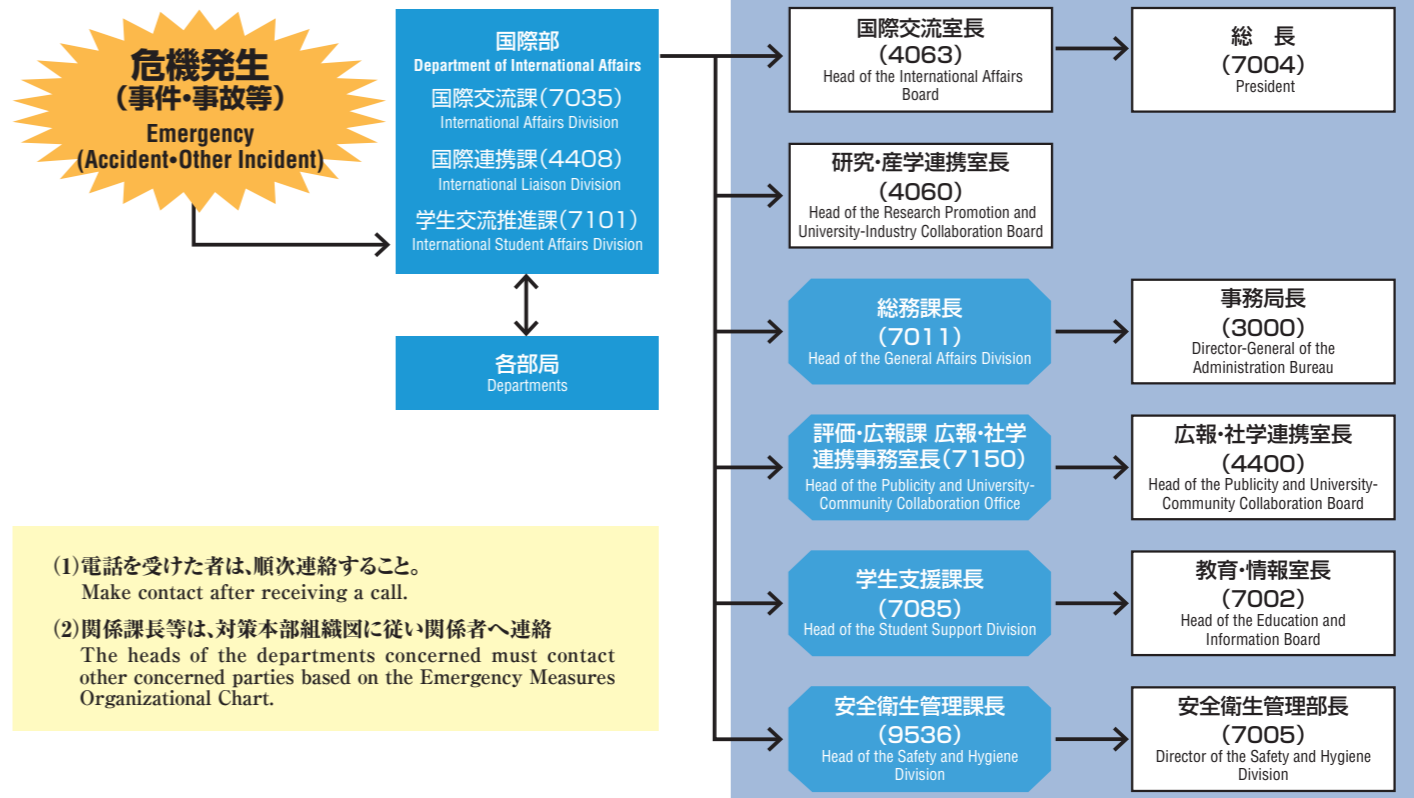 危機発生
(事件・事故等)
Emergency
(Accident•Other Incident)
国際部
Department of International Affairs
国際交流課(7035)
International Affairs Division
国際連携課(4408)
International Liaison Division
学生交流推進課(7101)
International Student Affairs Division
各部局
Departments
国際交流室長
(4063)
Head of the International Affairs
Board
総 長
(7004)
President
研究・産学連携室長
(4060)
Head of the Research Promotion and
University-Industry Collaboration Board
総務課長
(7011)
Head of the General Affairs Division
事務局長
(3000)
Director-General of the
Administration Bureau
評価・広報課 広報・社学
連携事務室長(7150)
Head of the Publicity and University-
Community Collaboration Office
広報・社学連携室長
(4400)
Head of the Publicity and University-
Community Collaboration Board
学生支援課長
(7085)
Head of the Student Support Division
教育・情報室長
(7002)
Head of the Education and
Information Board
安全衛生管理課長
(9536)
Head of the Safety and Hygiene
Division
安全衛生管理部長
(7005)
Director of the Safety and Hygiene
Division
(1)電話を受けた者は、順次連絡すること。
Make contact after receiving a call.
(2)関係課長等は、対策本部組織図に従い関係者へ連絡
The heads of the departments concerned must contact
other concerned parties based on the Emergency Measures
Organizational Chart.